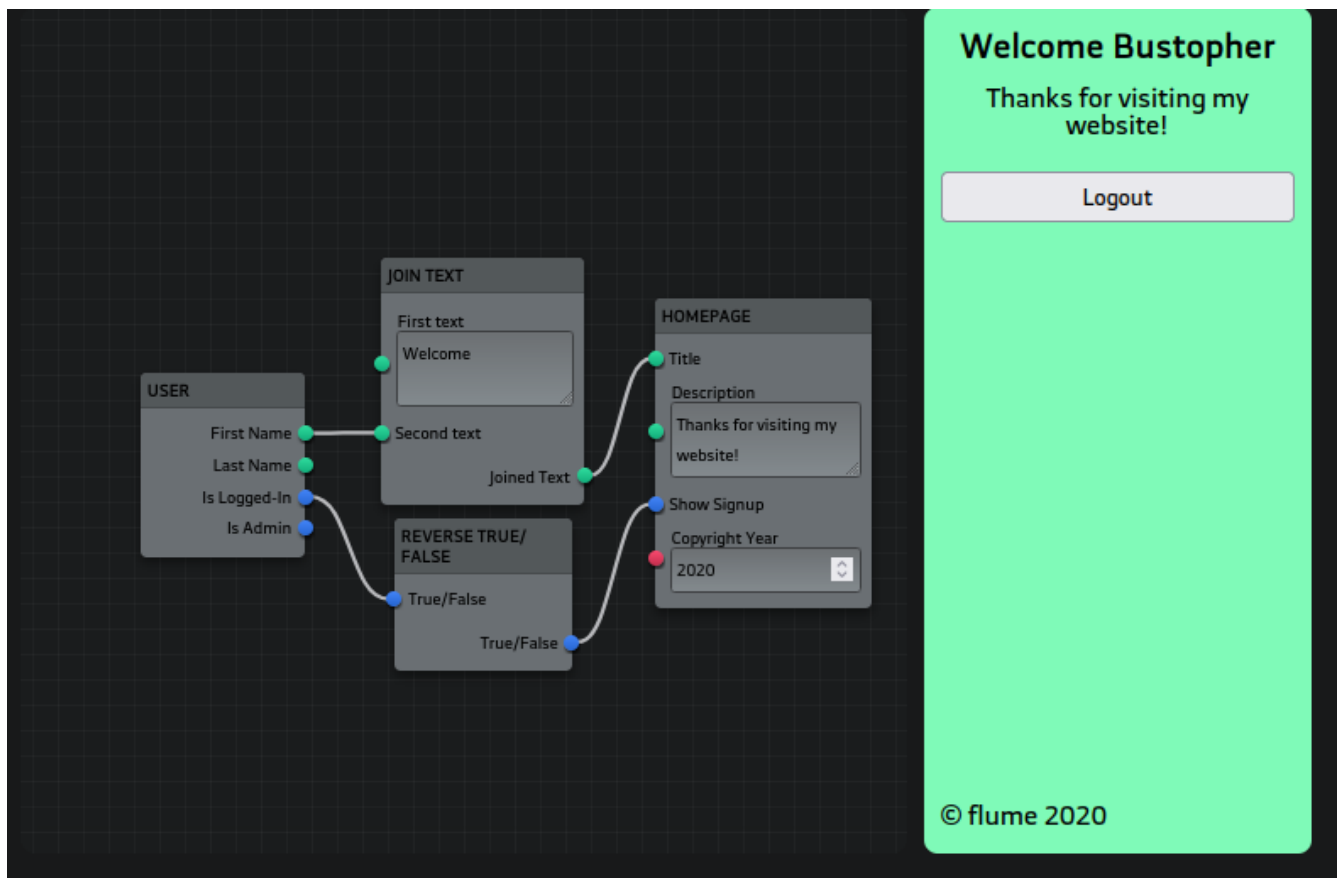 JOIN TEXT
First text
Welcome
Second text
Joined Text
USER
First Name
Last Name
Is Logged-In
Is Admin
REVERSE TRUE/
FALSE
True/False
True/False
HOMEPAGE
Title
Description
Thanks for visiting my
website!
Show Signup
Copyright Year
2020
Welcome Bustopher
Thanks for visiting my
website!
Logout
© flume 2020